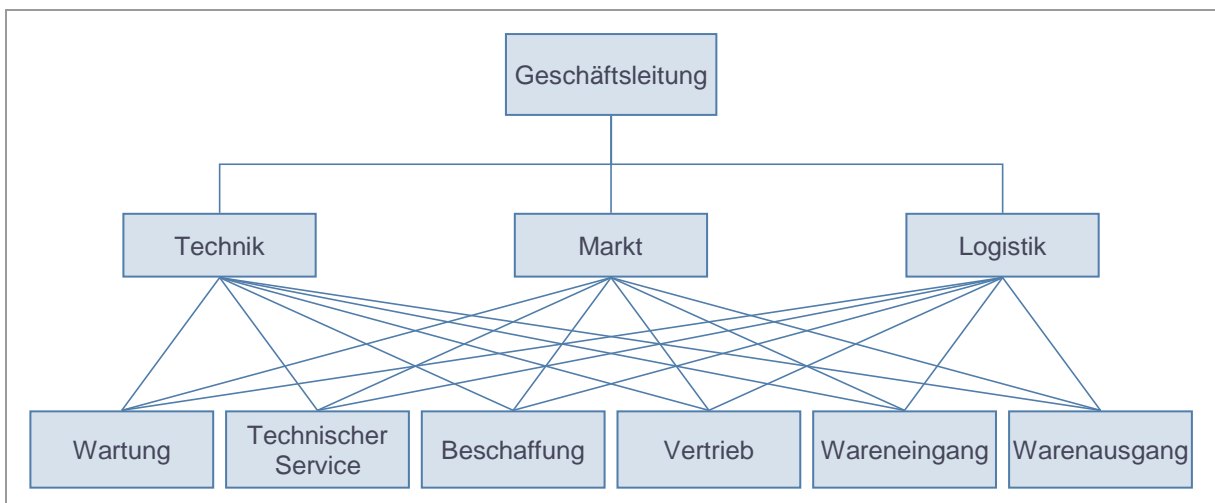 Geschäftsleitung
Technik
Markt
Logistik
Wartung
Technischer
Service
Beschaffung
Vertrieb
Wareneingang
Warenausgang